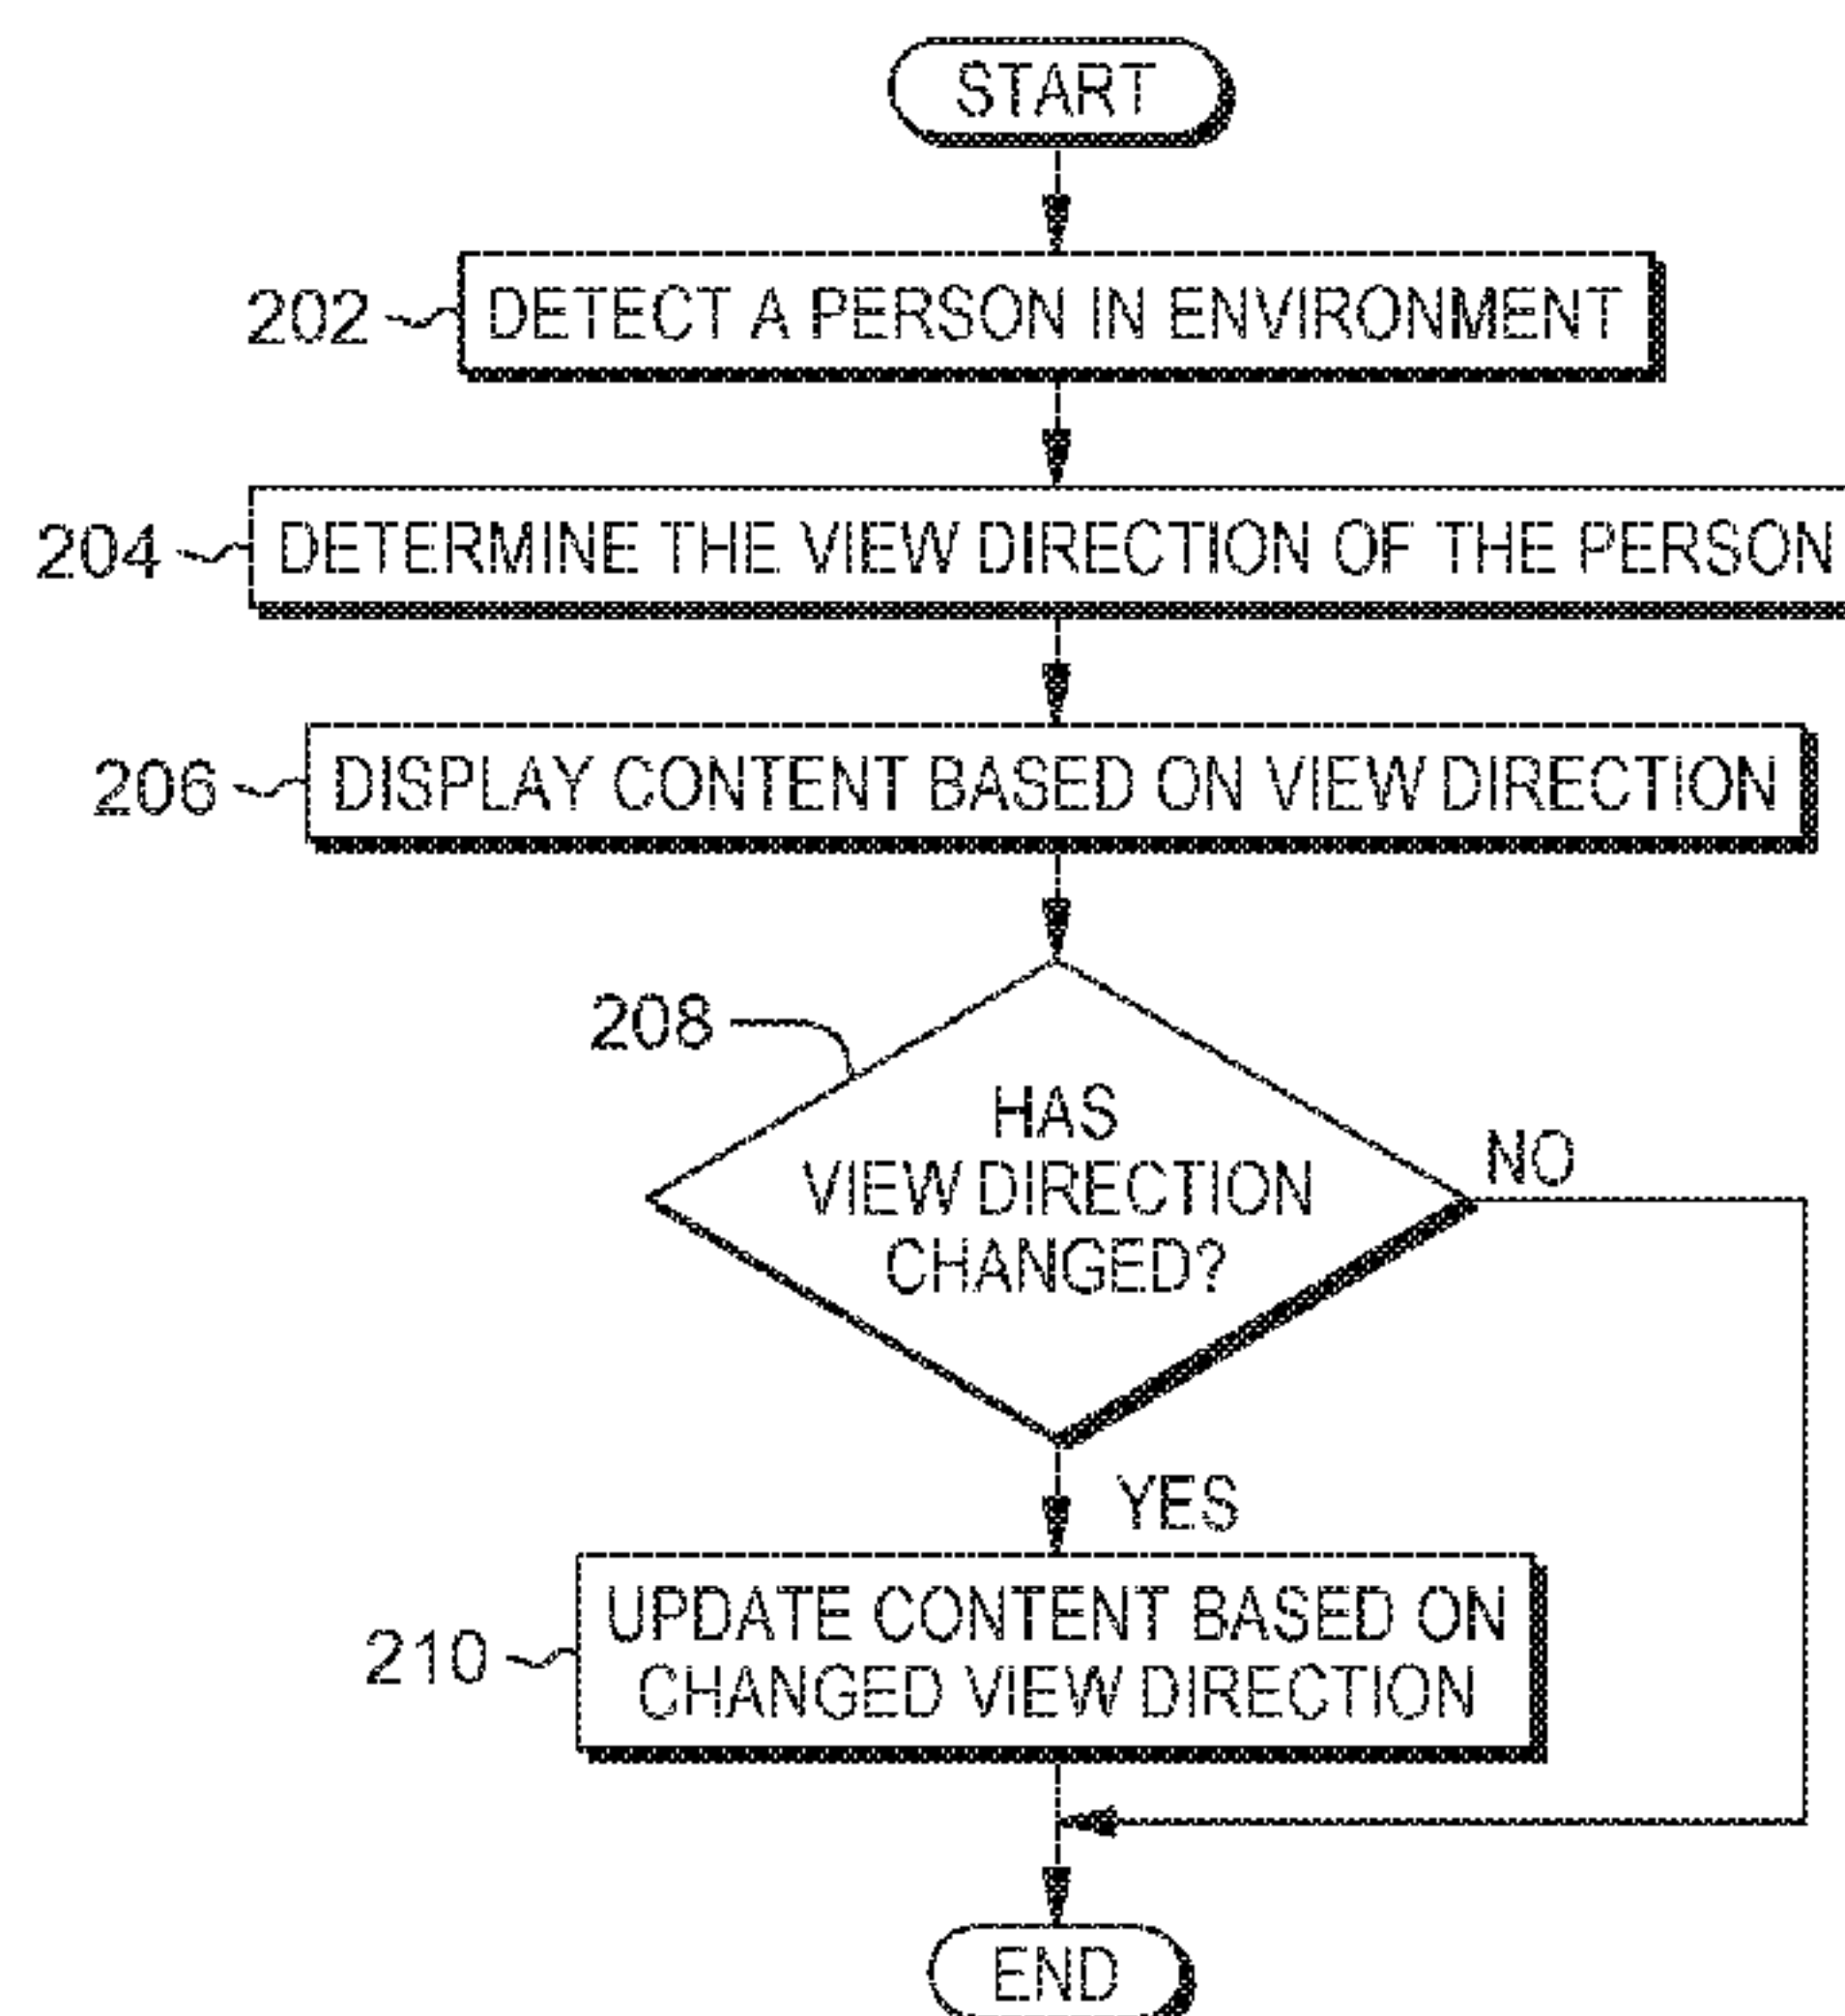 START
202
DETECT A PERSON IN ENVIRONMENT
204
DETERMINE THE VIEW DIRECTION OF THE PERSON
206
DISPLAY CONTENT BASED ON VIEW DIRECTION
208
HAS
VIEW DIRECTION
CHANGED?
NO
YES
210
UPDATE CONTENT BASED ON
CHANGED VIEW DIRECTION
END